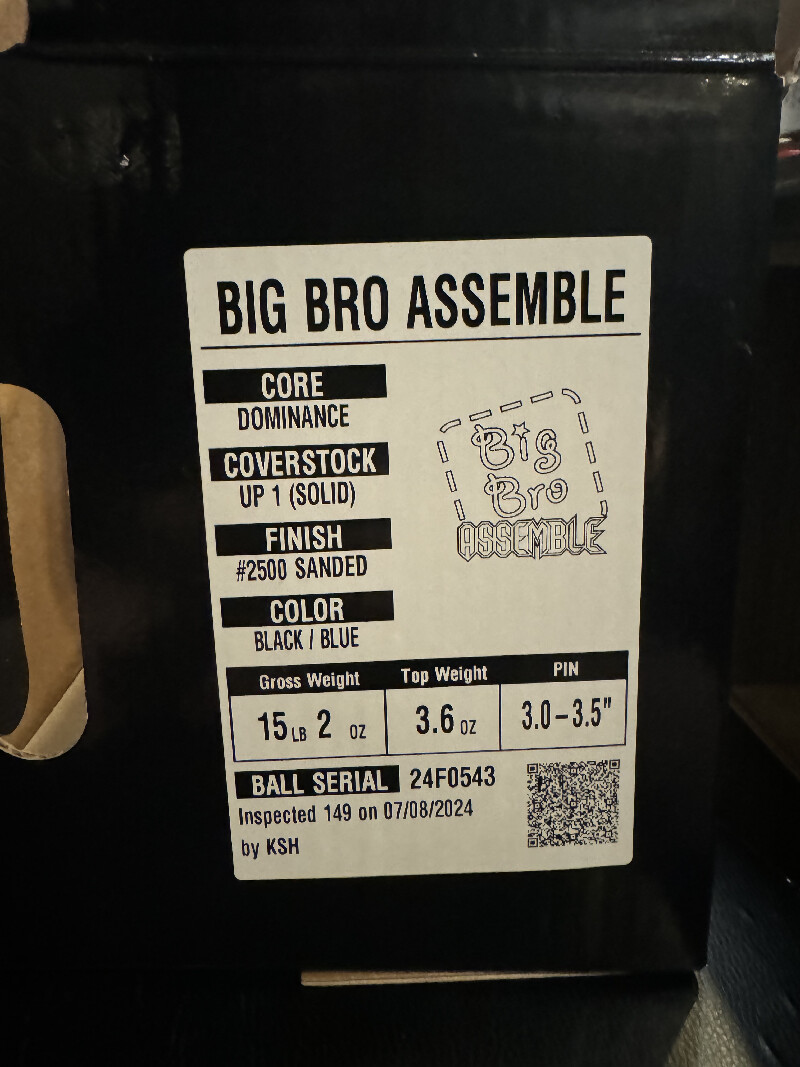 BIG BRO ASSEMBLE
CORE
DOMINANCE
COVERSTOCK
UP 1 (SOLID)
FINISH
#2500 SANDED
COLOR
BLACK / BLUE
Big
Bro
ASSEMBLE
Gross Weight Top Weight PIN
15 LB 2 OZ 3.6 OZ 3.0-3.5"
BALL SERIAL 24F0543
Inspected 149 on 07/08/2024
by KSH